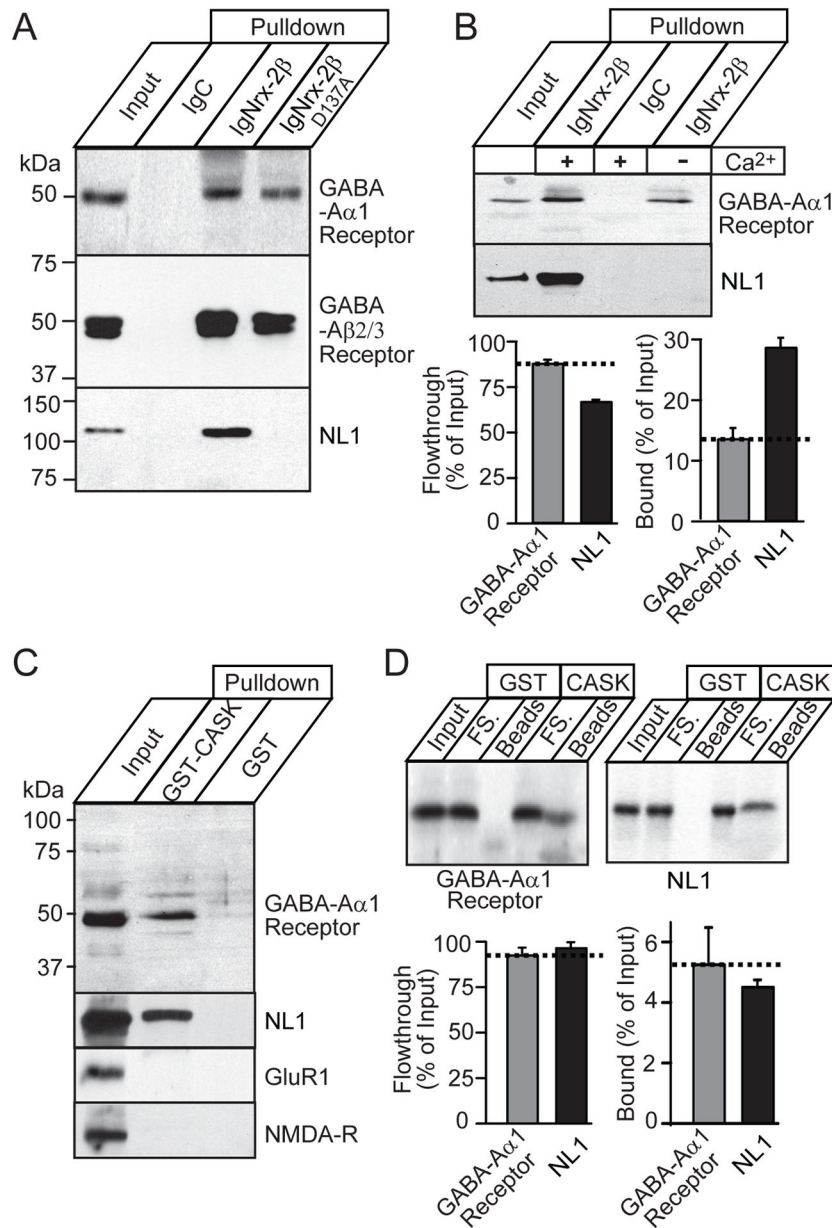 A
Pulldown
Input
IgC
IgNrx-2β
IgNrx-2β
D137A
kDa
50
GABA
-Aα1
Receptor
75
50
37
GABA
-Aβ2/3
Receptor
150
100
75
NL1
B
Pulldown
Input
IgNrx-2β
IgC
IgNrx-2β
+
+
-
Ca2+
GABA-Aα1
Receptor
NL1
Flowthrough
(% of Input)
100
75
50
0
GABA-Aα1
Receptor
NL1
Bound (% of Input)
30
20
10
0
GABA-Aα1
Receptor
NL1
C
Pulldown
Input
GST-CASK
GST
kDa
100
75
50
37
GABA-Aα1
Receptor
NL1
GluR1
NMDA-R
D
GST
CASK
Input
FS.
Beads
FS.
Beads
GABA-Aα1
Receptor
GST
CASK
Input
FS.
Beads
FS.
Beads
NL1
Flowthrough
(% of Input)
100
75
50
25
0
GABA-Aα1
Receptor
NL1
Bound (% of Input)
6
4
2
0
GABA-Aα1
Receptor
NL1